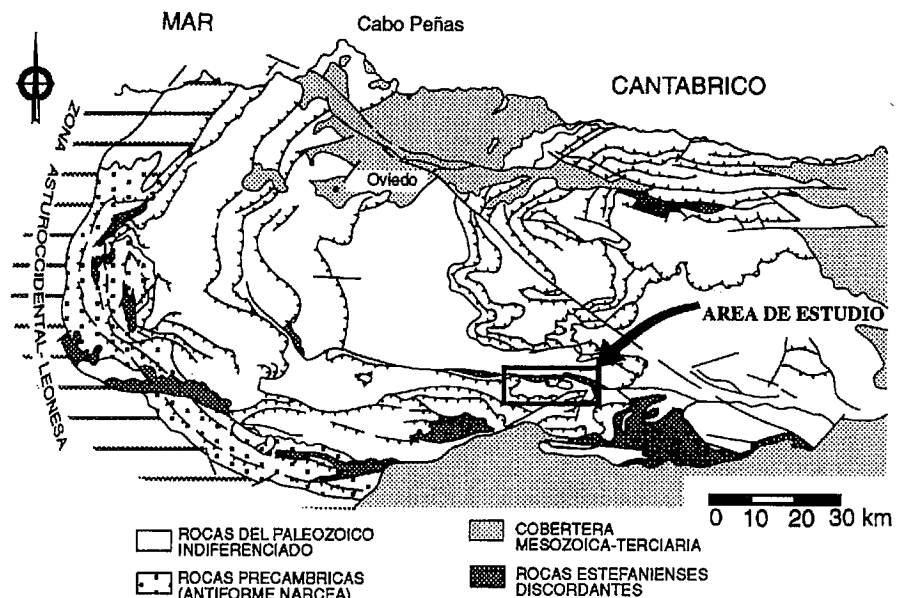 MAR
Cabo Peñas
CANTABRICO
ZONA ASTUROCCIDENTAL-LEONESA
Oviedo
AREA DE ESTUDIO
0 10 20 30 km
ROCAS DEL PALEOZOICO
INDIFERENCIADO
ROCAS PRECAMBRICAS
(ANTIFORME NARCEA)
COBERTERA
MESOZOICA-TERCIARIA
ROCAS ESTEFANIENSES
DISCORDANTES